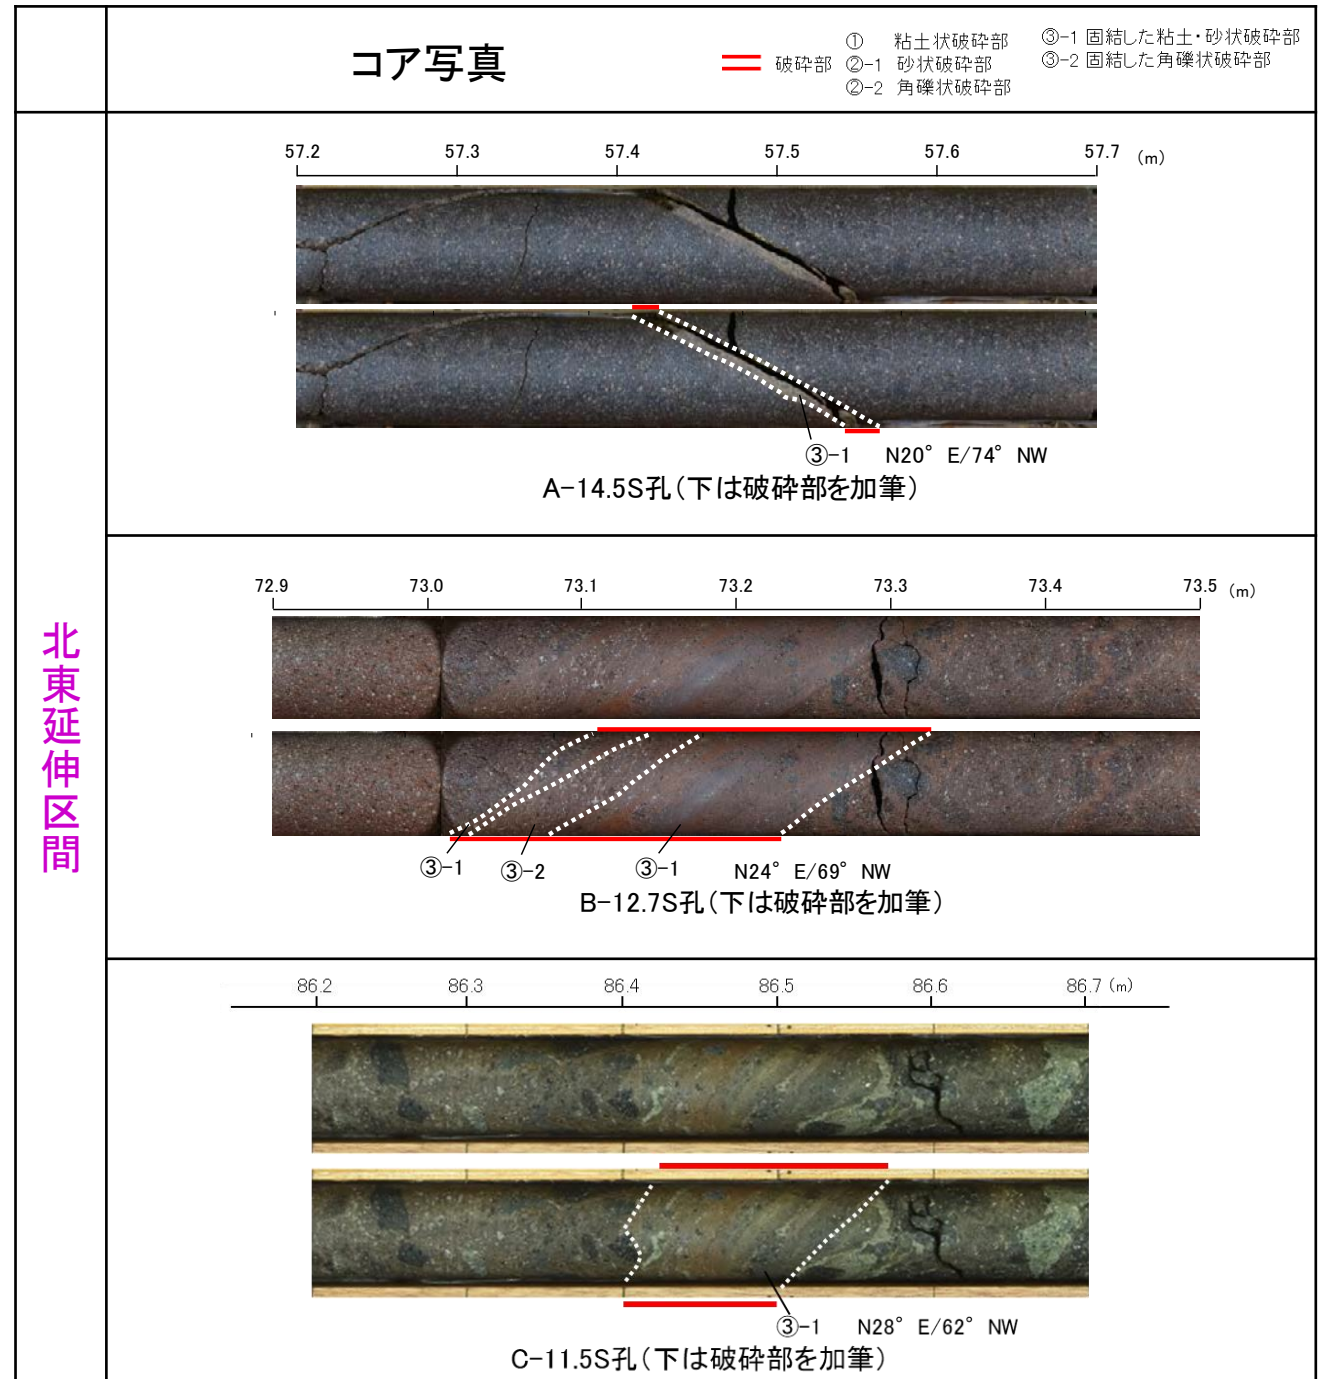 コア写真
破砕部
① 粘土状破砕部
②-1 砂状破砕部
②-2 角礫状破砕部
③-1 固結した粘土・砂状破砕部
③-2 固結した角礫状破砕部
北東延伸区間
57.2 57.3 57.4 57.5 57.6 57.7 (m)
③-1 N20° E/74° NW
A-14.5S孔(下は破砕部を加筆)
72.9 73.0 73.1 73.2 73.3 73.4 73.5 (m)
③-1 ③-2 ③-1 N24° E/69° NW
B-12.7S孔(下は破砕部を加筆)
86.2 86.3 86.4 86.5 86.6 86.7 (m)
③-1 N28° E/62° NW
C-11.5S孔(下は破砕部を加筆)